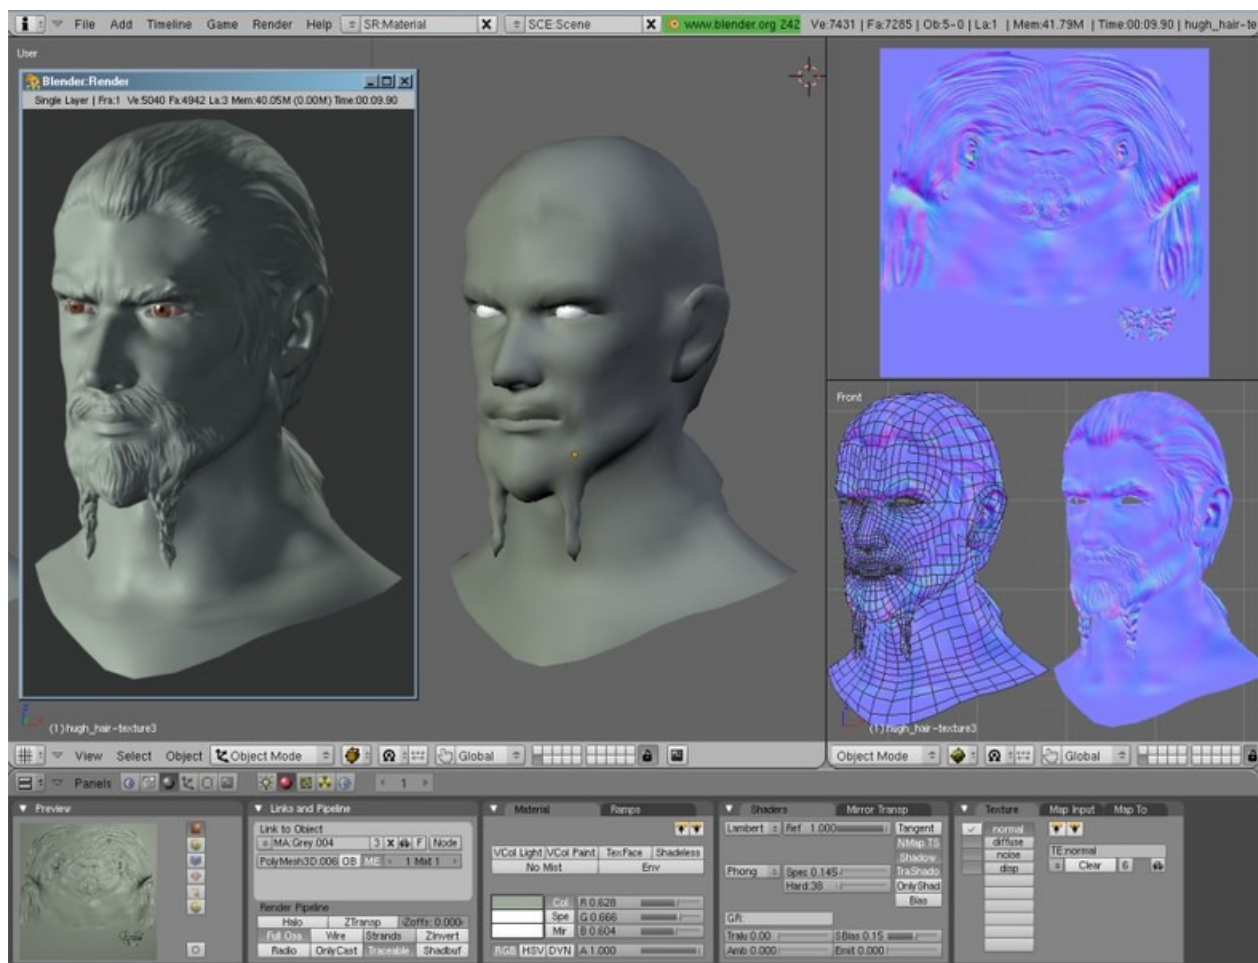 File Add Timeline Game Render Help SR:Material SCE:Scene www.blender.org 242 Ve:7431 | Fa:7285 | Ob:5-0 | La:1 | Mem:41.79M | Time:00:09.90 | hugh_hair-te
User
Blender:Render
Single Layer | Fra:1 Ve:5040 Fa:4942 La:3 Mem:40.05M (0.00M) Time:00:09.90
Front
(1) hugh_hair-texture3
(1) hugh_hair-texture3
View Select Object Object Mode Global
Object Mode Global
Panels 1
Preview
Links and Pipeline
Link to Object
MA:Grey.004 3 X F Node
PolyMesh3D.006 OB ME 1 Mat 1
Render Pipeline
Halo ZTransp Zoffs: 0.000
Full Osa Wire Strands ZInvert
Radio OnlyCast Traceable Shadbuf
Material Ramps
VCol Light VCol Paint TexFace Shadeless
No Mist Env
Col R 0.628
Spe G 0.666
Mir B 0.604
RGB HSV DYN A 1.000
Shaders Mirror Transp
Lambert Ref 1.000 Tangent
NMap TS
Shadow
Phong Spec 0.145 TraShado
Hard:38 OnlyShad
Bias
GR:
Tralu 0.00 SBias 0.15
Amb 0.000 Emit 0.000
Texture Map Input Map To
normal
diffuse
noise
disp
TE:normal
Clear 6